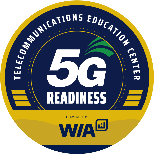 TELECOMMUNICATIONS EDUCATION CENTER
5G
READINESS
WIA